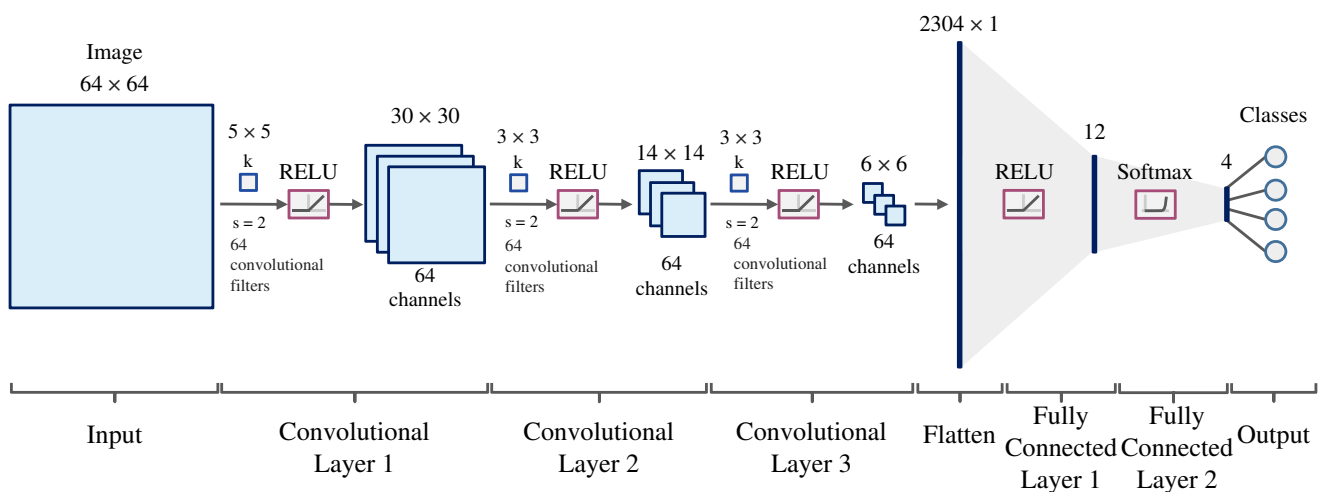 Image
64 × 64
5 × 5
k
RELU
s = 2
64
convolutional
filters
30 × 30
64
channels
3 × 3
k
RELU
s = 2
64
convolutional
filters
14 × 14
64
channels
3 × 3
k
RELU
s = 2
64
convolutional
filters
6 × 6
64
channels
2304 × 1
RELU
12
Softmax
4
Classes
Input
Convolutional
Layer 1
Convolutional
Layer 2
Convolutional
Layer 3
Flatten
Fully
Connected
Layer 1
Fully
Connected
Layer 2
Output